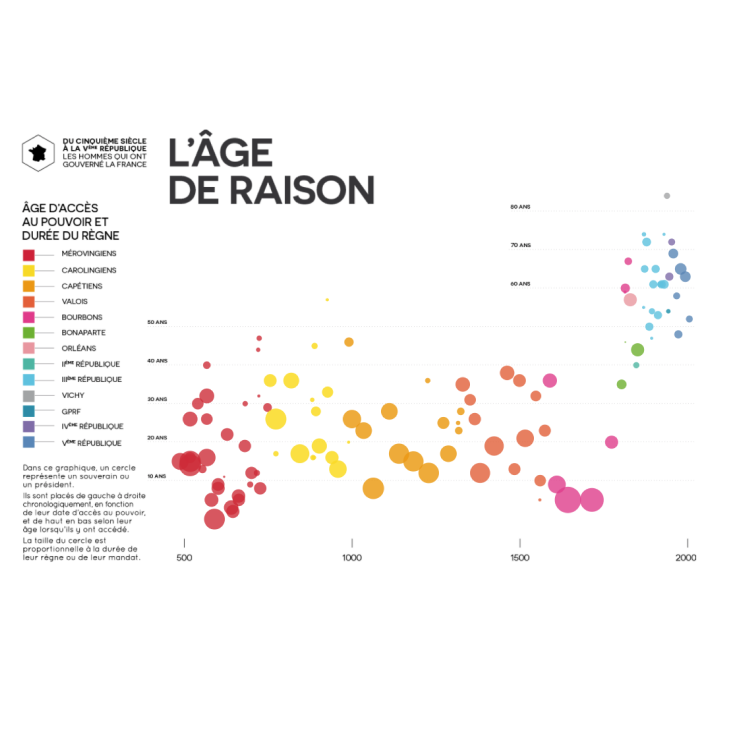 DU CINQUIÈME SIÈCLE
À LA VÈME RÉPUBLIQUE
LES HOMMES QUI ONT
GOUVERNÉ LA FRANCE
L'ÂGE
DE RAISON
ÂGE D'ACCÈS
AU POUVOIR ET
DURÉE DU RÈGNE
MÉROVINGIENS
CAROLINGIENS
CAPÉTIENS
VALOIS
BOURBONS
BONAPARTE
ORLÉANS
IIÈME RÉPUBLIQUE
IIIÈME RÉPUBLIQUE
VICHY
GPRF
IVÈME RÉPUBLIQUE
VÈME RÉPUBLIQUE
Dans ce graphique, un cercle
représente un souverain ou
un président.
Ils sont placés de gauche à droite
chronologiquement, en fonction
de leur date d'accès au pouvoir,
et de haut en bas selon leur
âge lorsqu'ils y ont accédé.
La taille du cercle est
proportionnelle à la durée de
leur règne ou de leur mandat.
80 ANS
70 ANS
60 ANS
50 ANS
40 ANS
30 ANS
20 ANS
10 ANS
500
1000
1500
2000